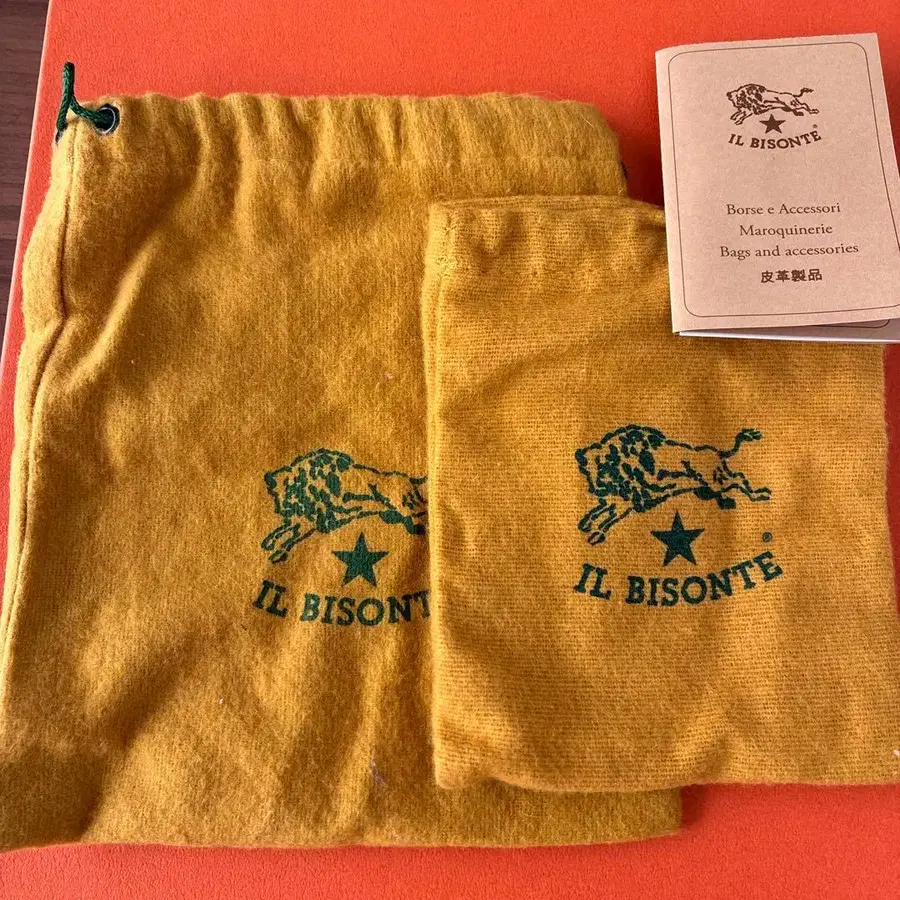 IL BISONTE®
Borse e Accessori
Maroquinerie
Bags and accessories
皮革製品
IL BISONTE
IL BISONTE®